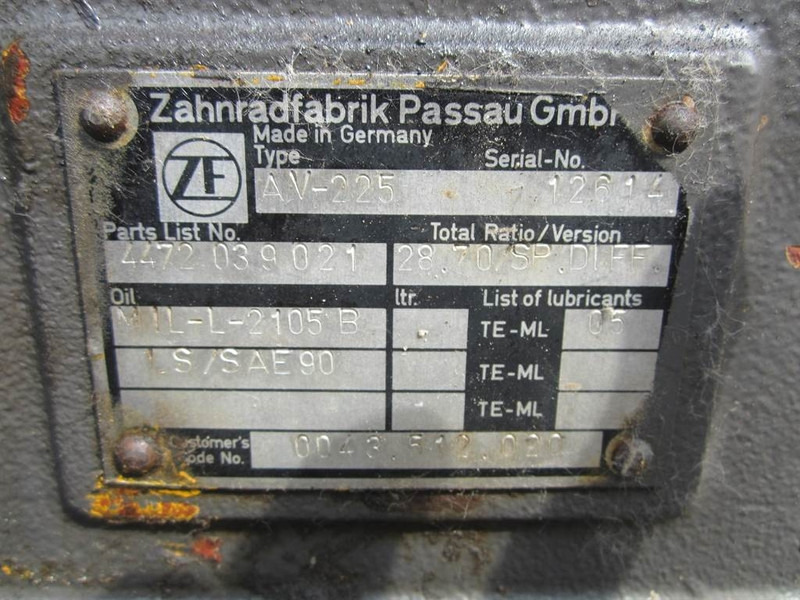 Zahnradfabrik Passau GmbH
Made in Germany
ZF
Type Serial-No.
AV-225 12614
Parts List No. Total Ratio/Version
4472 039 021 28.70/SP.DIFF.
Oil ltr. List of lubricants
MIL-L-2105 B TE-ML 05
LS/SAE90 TE-ML
TE-ML
Customer's
Code No. 0043.512.020